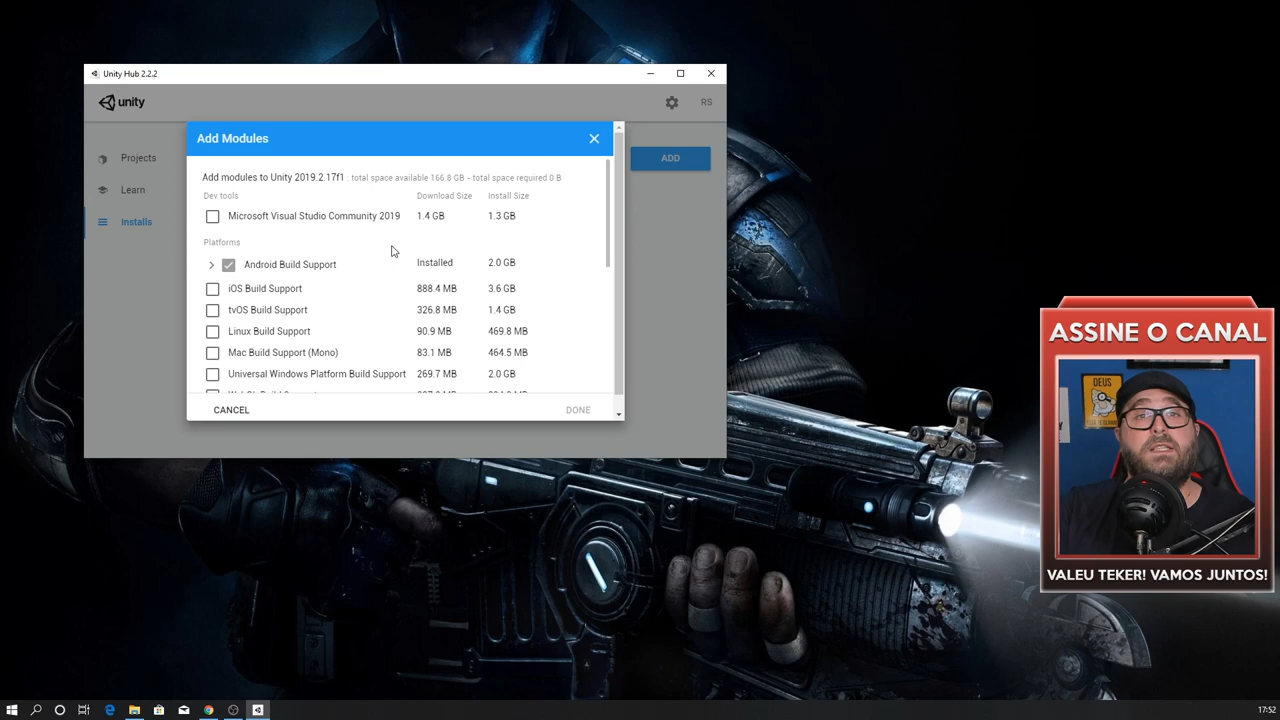 Unity Hub 2.2.2
unity
RS
Projects
Learn
Installs
ADD
Add Modules
Add modules to Unity 2019.2.17f1 : total space available 166.8 GB - total space required 0 B
Dev tools Download Size Install Size
Microsoft Visual Studio Community 2019 1.4 GB 1.3 GB
Platforms
Android Build Support Installed 2.0 GB
iOS Build Support 888.4 MB 3.6 GB
tvOS Build Support 326.8 MB 1.4 GB
Linux Build Support 90.9 MB 469.8 MB
Mac Build Support (Mono) 83.1 MB 464.5 MB
Universal Windows Platform Build Support 269.7 MB 2.0 GB
CANCEL DONE
ASSINE O CANAL
DEUS
VALEU TEKER! VAMOS JUNTOS!
17:52